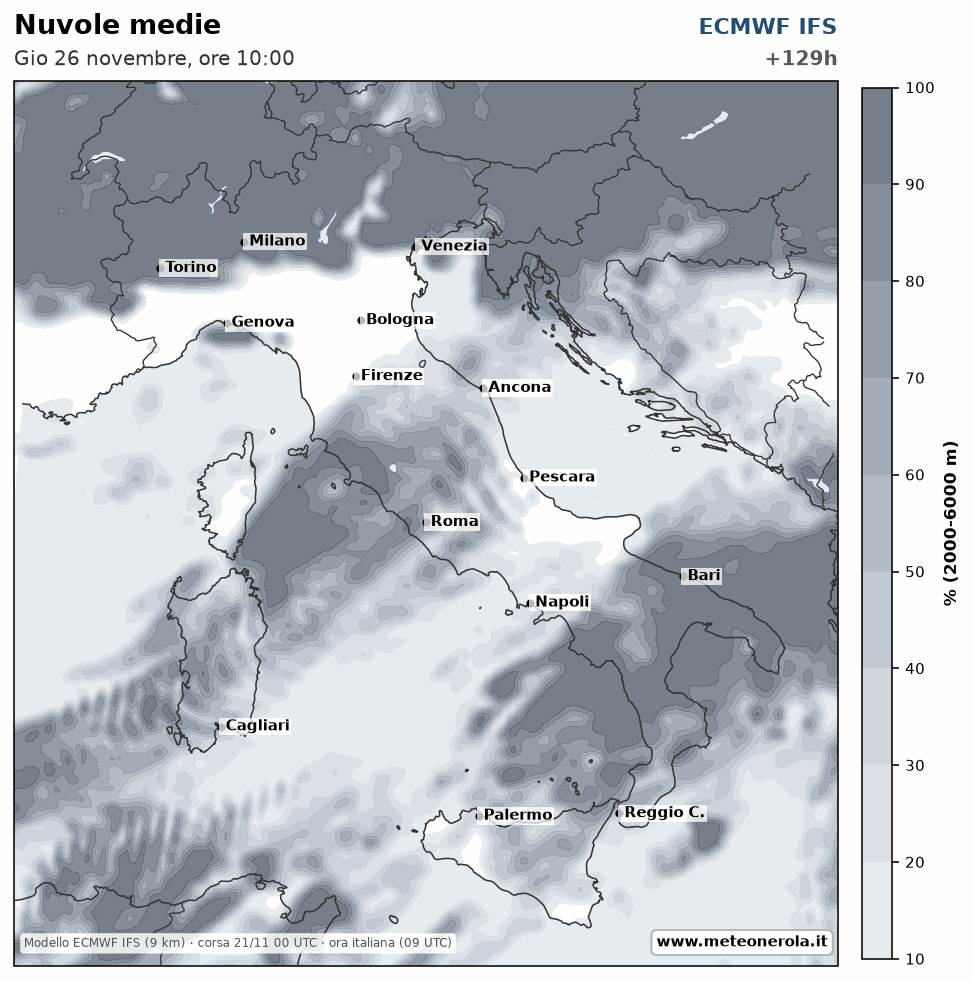 Nuvole medie
ECMWF IFS
Gio 26 novembre, ore 10:00
+129h
100
90
80
70
60
50
40
30
20
10
% (2000-6000 m)
Milano
Venezia
Torino
Genova
Bologna
Firenze
Ancona
Pescara
Roma
Bari
Napoli
Cagliari
Palermo
Reggio C.
Modello ECMWF IFS (9 km) · corsa 21/11 00 UTC · ora italiana (09 UTC)
www.meteonerola.it